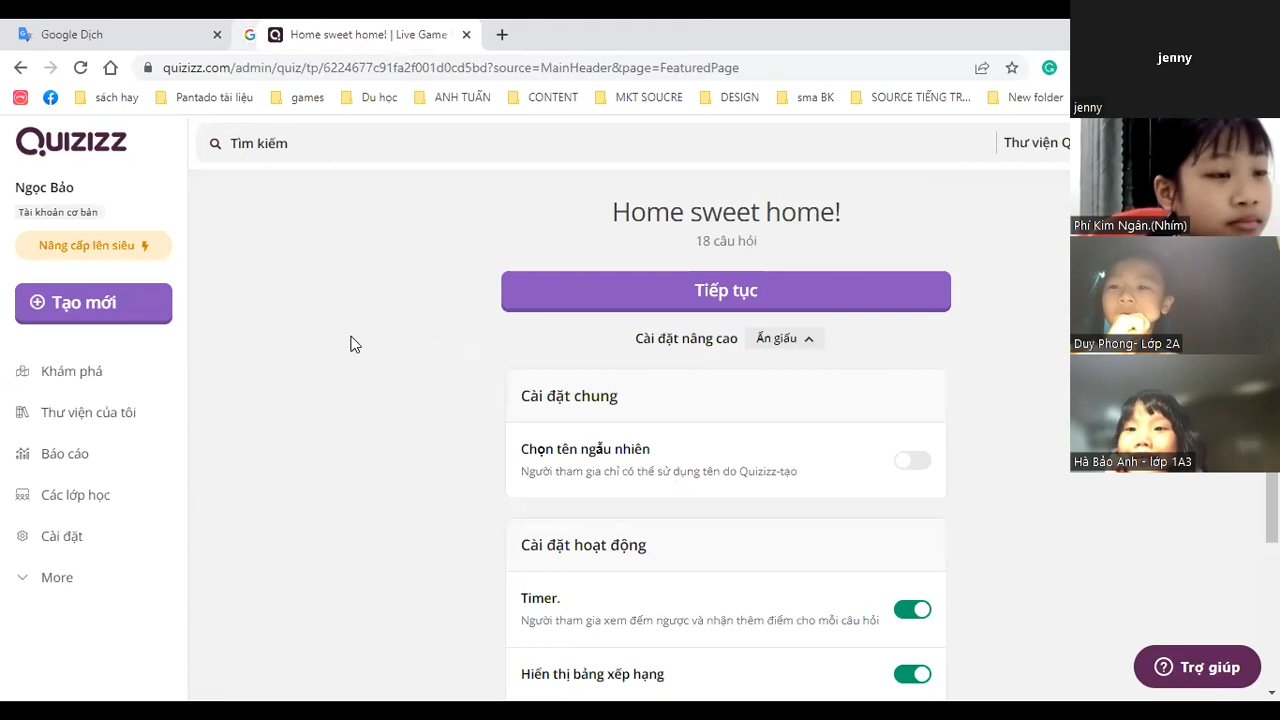 Google Dịch
Home sweet home! | Live Game
quizizz.com/admin/quiz/tp/6224677c91fa2f001d0cd5bd?source=MainHeader&page=FeaturedPage
sách hay
Pantado tài liệu
games
Du học
ANH TUẤN
CONTENT
MKT SOUCRE
DESIGN
sma BK
SOURCE TIẾNG TR...
New folder
QUIZIZZ
Tìm kiếm
Thư viện Q
Ngọc Bảo
Tài khoản cơ bản
Nâng cấp lên siêu
Tạo mới
Khám phá
Thư viện của tôi
Báo cáo
Các lớp học
Cài đặt
More
Home sweet home!
18 câu hỏi
Tiếp tục
Cài đặt nâng cao
Ẩn giấu
Cài đặt chung
Chọn tên ngẫu nhiên
Người tham gia chỉ có thể sử dụng tên do Quizizz-tạo
Cài đặt hoạt động
Timer.
Người tham gia xem đếm ngược và nhận thêm điểm cho mỗi câu hỏi
Hiển thị bảng xếp hạng
Trợ giúp
jenny
jenny
Phí Kim Ngân.(Nhím)
Duy Phong- Lớp 2A
Hà Bảo Anh - lớp 1A3